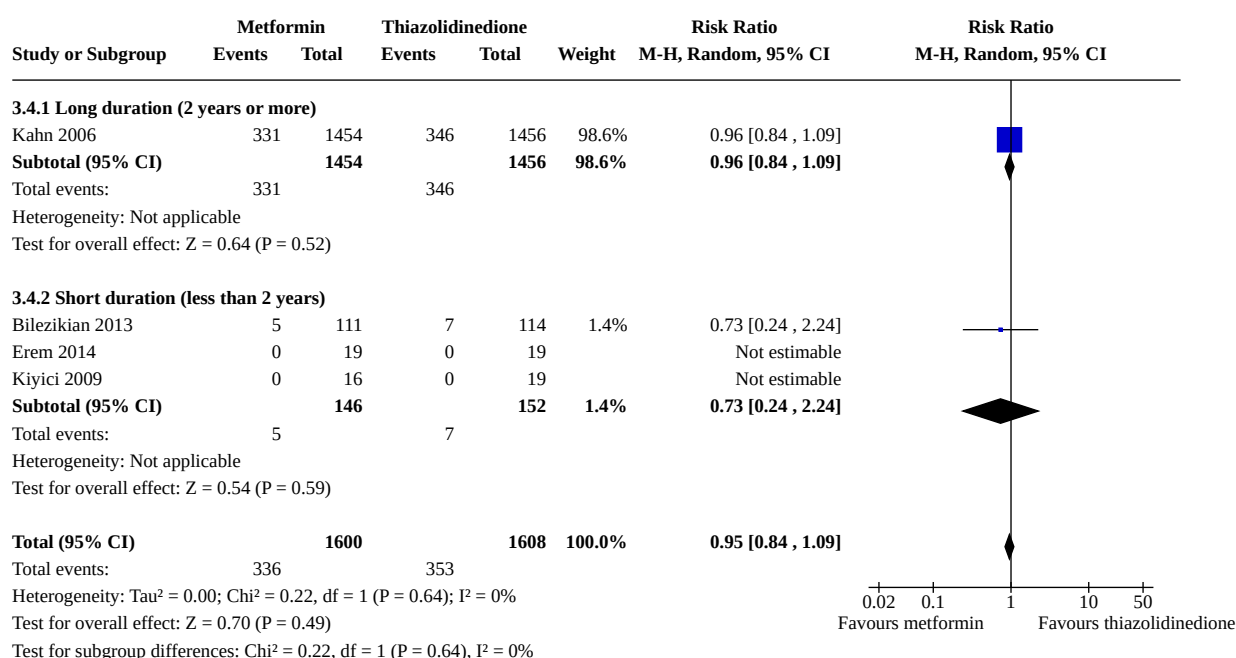 Metformin Thiazolidinedione Risk Ratio Risk Ratio
Study or Subgroup Events Total Events Total Weight M-H, Random, 95% CI M-H, Random, 95% CI
3.4.1 Long duration (2 years or more)
Kahn 2006 331 1454 346 1456 98.6% 0.96 [0.84 , 1.09]
Subtotal (95% CI) 1454 1456 98.6% 0.96 [0.84 , 1.09]
Total events: 331 346
Heterogeneity: Not applicable
Test for overall effect: Z = 0.64 (P = 0.52)
3.4.2 Short duration (less than 2 years)
Bilezikian 2013 5 111 7 114 1.4% 0.73 [0.24 , 2.24]
Erem 2014 0 19 0 19 Not estimable
Kiyici 2009 0 16 0 19 Not estimable
Subtotal (95% CI) 146 152 1.4% 0.73 [0.24 , 2.24]
Total events: 5 7
Heterogeneity: Not applicable
Test for overall effect: Z = 0.54 (P = 0.59)
Total (95% CI) 1600 1608 100.0% 0.95 [0.84 , 1.09]
Total events: 336 353
Heterogeneity: Tau² = 0.00; Chi² = 0.22, df = 1 (P = 0.64); I² = 0%
0.02 0.1 1 10 50
Test for overall effect: Z = 0.70 (P = 0.49)
Favours metformin Favours thiazolidinedione
Test for subgroup differences: Chi² = 0.22, df = 1 (P = 0.64), I² = 0%